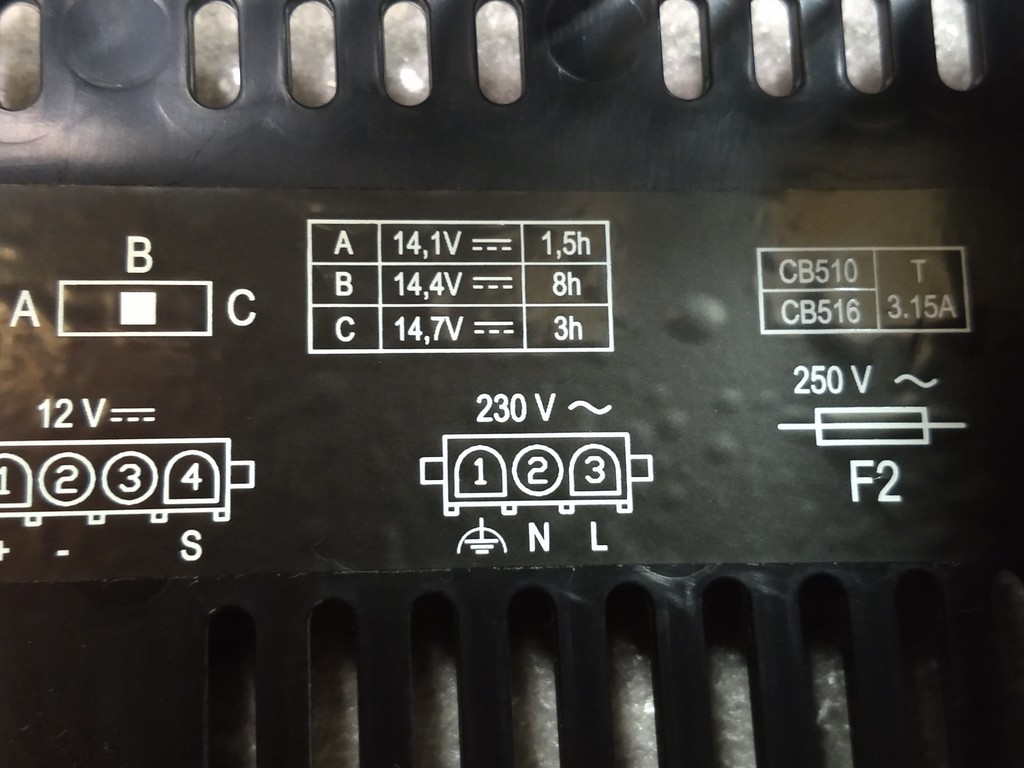 B
A C
A 14,1V ⎓ 1,5h
B 14,4V ⎓ 8h
C 14,7V ⎓ 3h
CB510 T
CB516 3.15A
12 V ⎓
1 2 3 4
+ - S
230 V ~
1 2 3
N L
250 V ~
F2